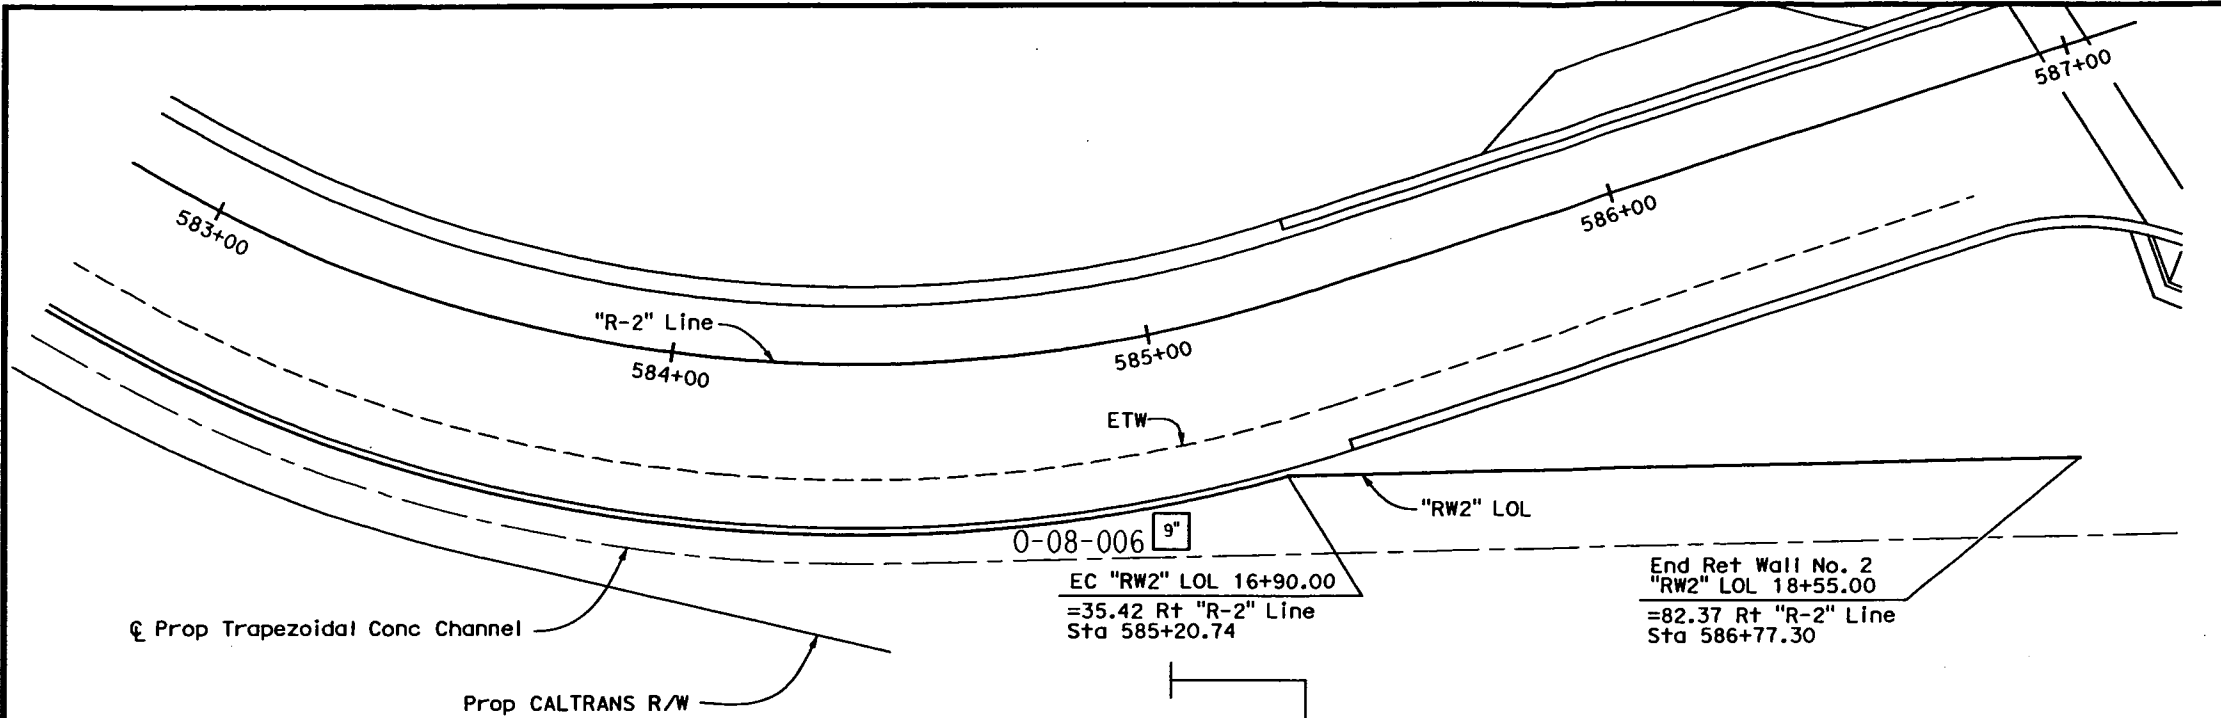 587+00
586+00
583+00
"R-2" Line
584+00
585+00
ETW
"RW2" LOL
O-08-006 9"
EC "RW2" LOL 16+90.00
=35.42 Rt "R-2" Line
Sta 585+20.74
End Ret Wall No. 2
"RW2" LOL 18+55.00
=82.37 Rt "R-2" Line
Sta 586+77.30
℄ Prop Trapezoidal Conc Channel
Prop CALTRANS R/W